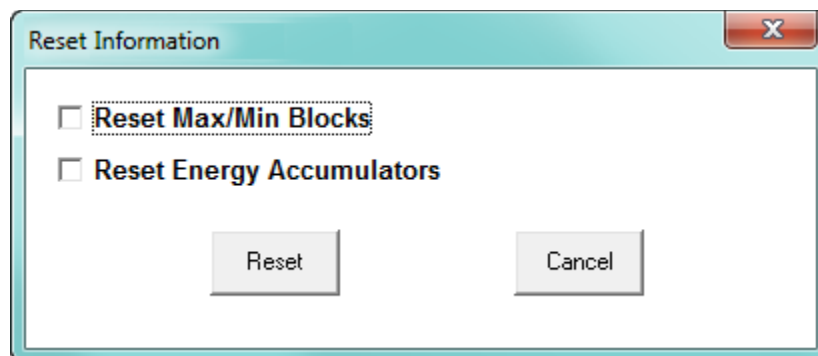 Reset Information
Reset Max/Min Blocks
Reset Energy Accumulators
Reset
Cancel